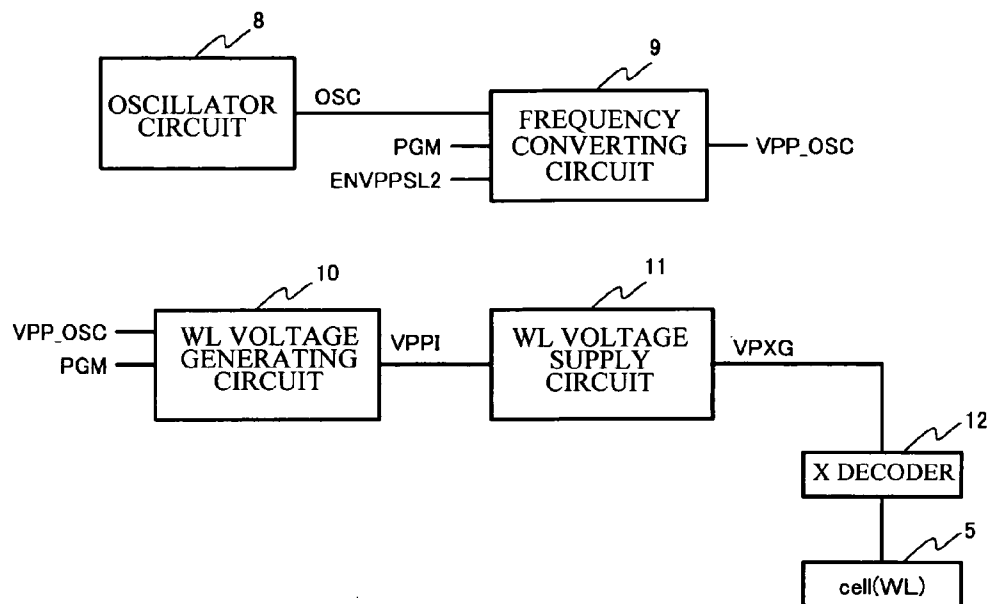 8
OSCILLATOR
CIRCUIT
OSC
9
FREQUENCY
CONVERTING
CIRCUIT
PGM
ENVPPSL2
VPP_OSC
10
VPP_OSC
PGM
WL VOLTAGE
GENERATING
CIRCUIT
VPPI
11
WL VOLTAGE
SUPPLY
CIRCUIT
VPXG
12
X DECODER
5
cell(WL)